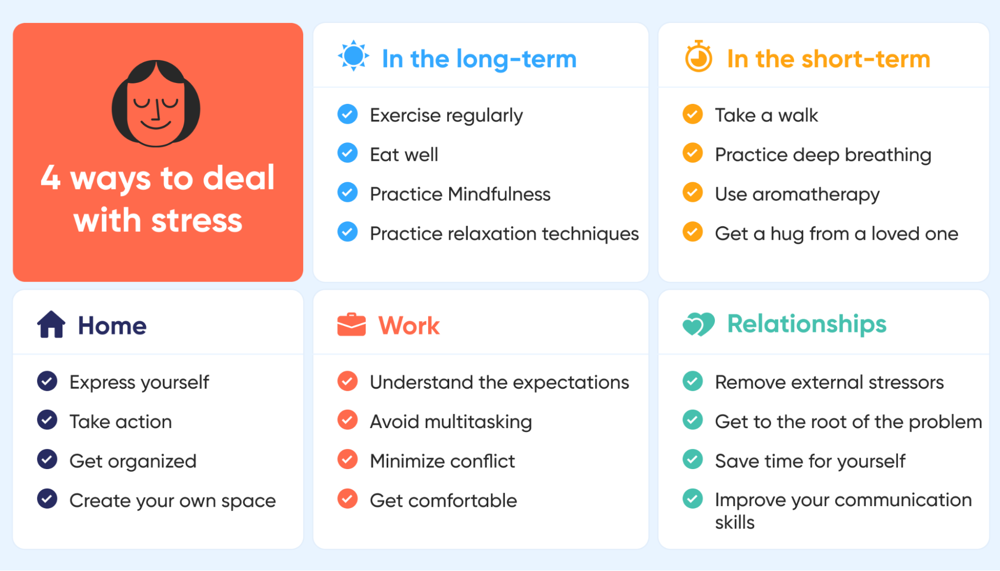 4 ways to deal
with stress
In the long-term
Exercise regularly
Eat well
Practice Mindfulness
Practice relaxation techniques
In the short-term
Take a walk
Practice deep breathing
Use aromatherapy
Get a hug from a loved one
Home
Express yourself
Take action
Get organized
Create your own space
Work
Understand the expectations
Avoid multitasking
Minimize conflict
Get comfortable
Relationships
Remove external stressors
Get to the root of the problem
Save time for yourself
Improve your communication
skills